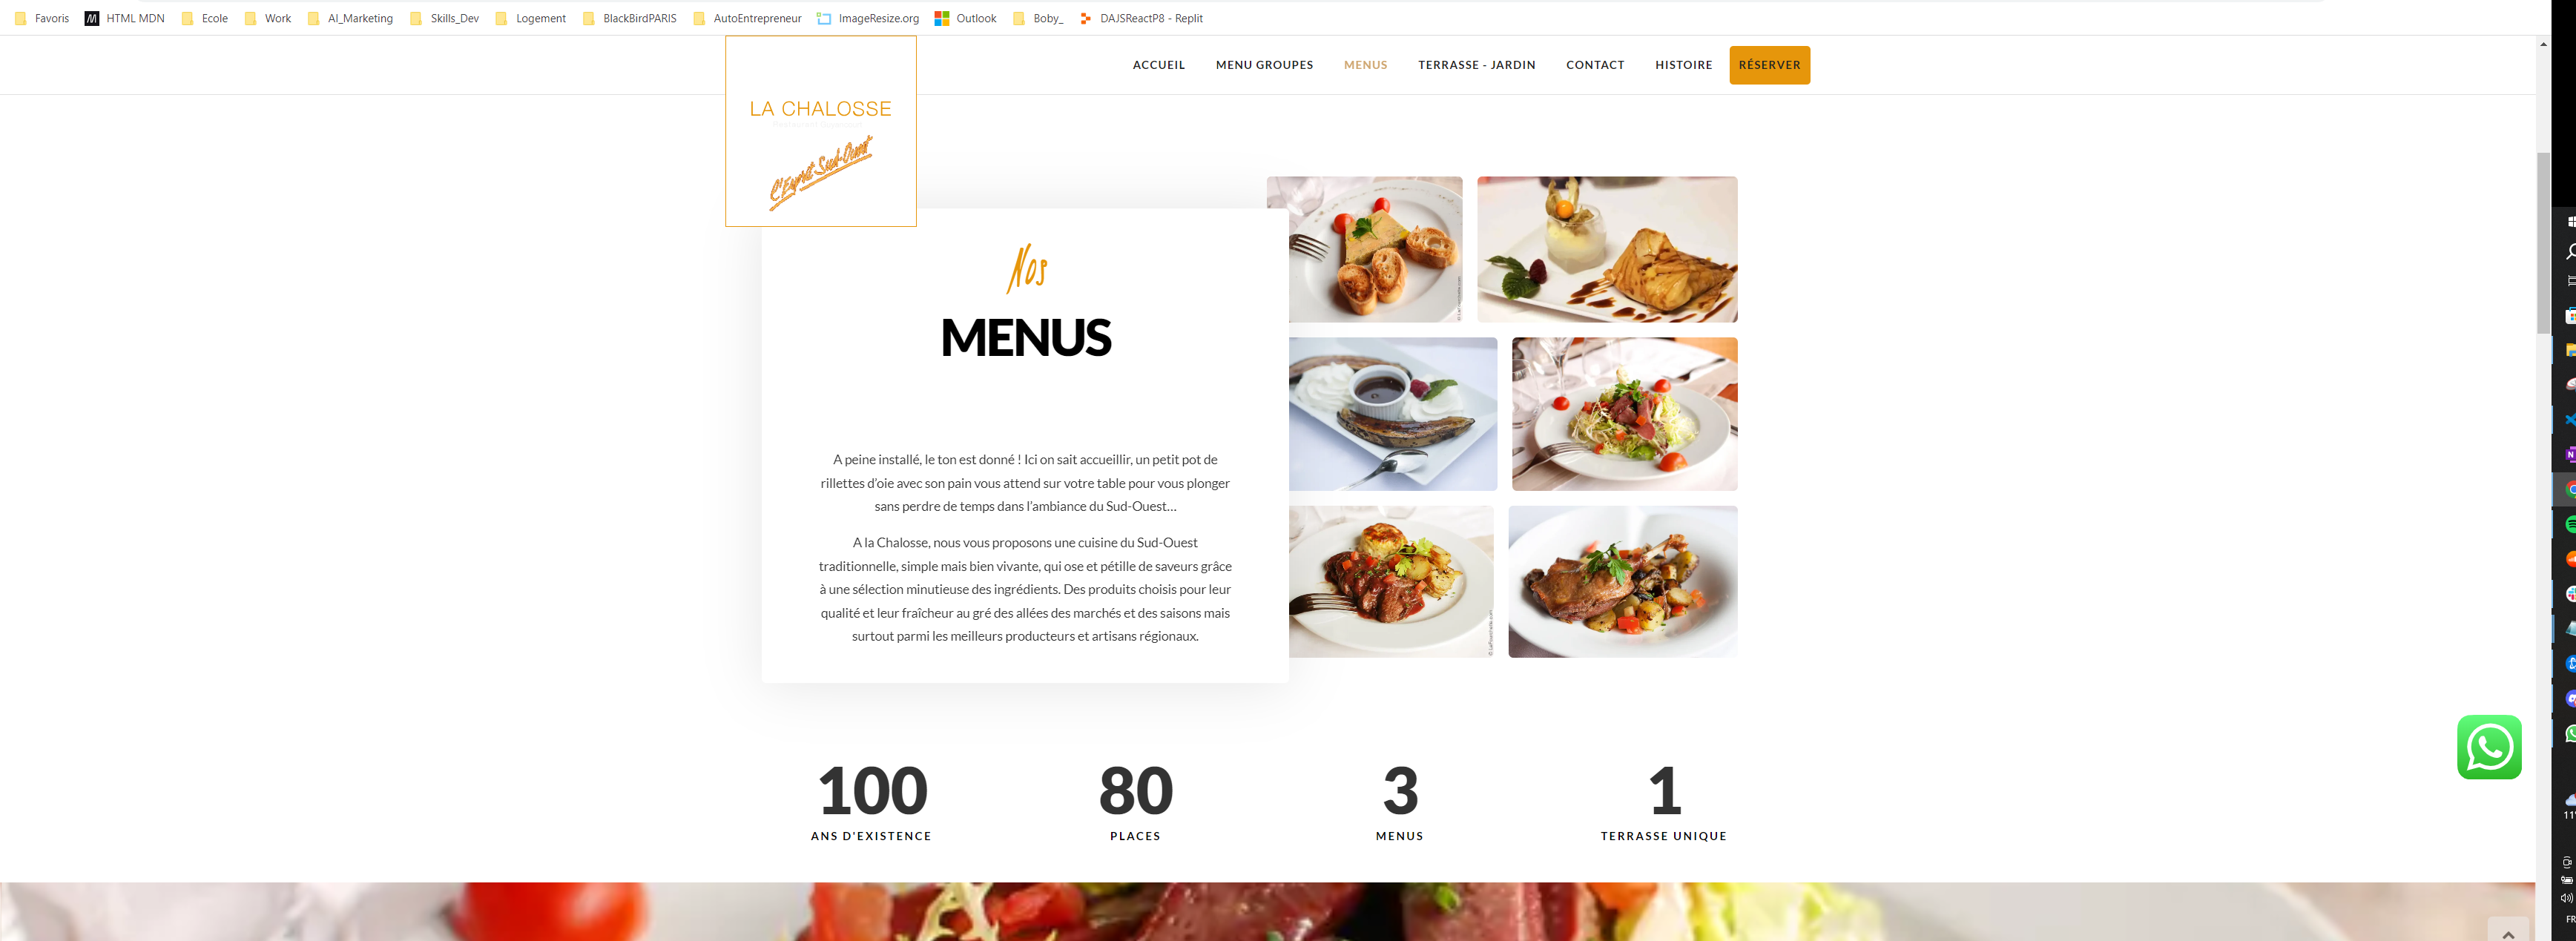 Favoris HTML MDN Ecole Work AI_Marketing Skills_Dev Logement BlackBirdPARIS AutoEntrepreneur ImageResize.org Outlook Boby_ DAJSReactP8 - Replit
ACCUEIL MENU GROUPES MENUS TERRASSE - JARDIN CONTACT HISTOIRE RÉSERVER
LA CHALOSSE
L'Esprit Sud-Ouest
Nos
MENUS
A peine installé, le ton est donné ! Ici on sait accueillir, un petit pot de
rillettes d’oie avec son pain vous attend sur votre table pour vous plonger
sans perdre de temps dans l’ambiance du Sud-Ouest…
A la Chalosse, nous vous proposons une cuisine du Sud-Ouest
traditionnelle, simple mais bien vivante, qui ose et pétille de saveurs grâce
à une sélection minutieuse des ingrédients. Des produits choisis pour leur
qualité et leur fraîcheur au gré des allées des marchés et des saisons mais
surtout parmi les meilleurs producteurs et artisans régionaux.
100
ANS D'EXISTENCE
80
PLACES
3
MENUS
1
TERRASSE UNIQUE
FR